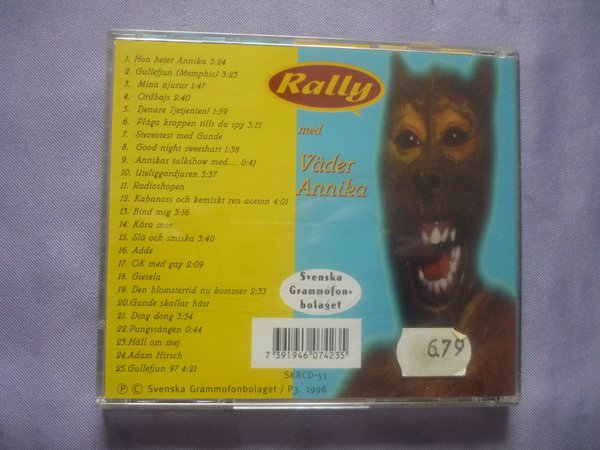 1. Hon heter Annika 3:24
2. Gulleffjun (Memphis) 3:23
3. Mina njurar 1:47
4. Ordbajs 2:40
5. Tjenare Tjetjenien! 1:59
6. Plåga kroppen tills du spy 3:15
7. Stereotest med Gunde
8. Good night sweethart 1:38
9. Annikas talkshow med.... 0:41
10. Uteliggardjuren 3:37
11. Radioshopen
12. Kabanoss och kemiskt ren aceton 4:01
13. Bind mig 3:16
14. Kära mor
15. Slå och smiska 3:40
16. Adde
17. OK med gay 2:09
18. Giesela
19. Den blomstertid nu kommer 2:33
20. Gunde skallar häst
21. Ding dong 3:34
22. Pungssången 0:44
23. Håll om mej
24. Adam Hirsch
25. Gulleffjun 97 4:21
Ⓟ © Svenska Grammofonbolaget / P3. 1996
Rally
med
Väder
Annika
Svenska
Grammofon-
bolaget
7 391946 074235
SKRCD-51
679